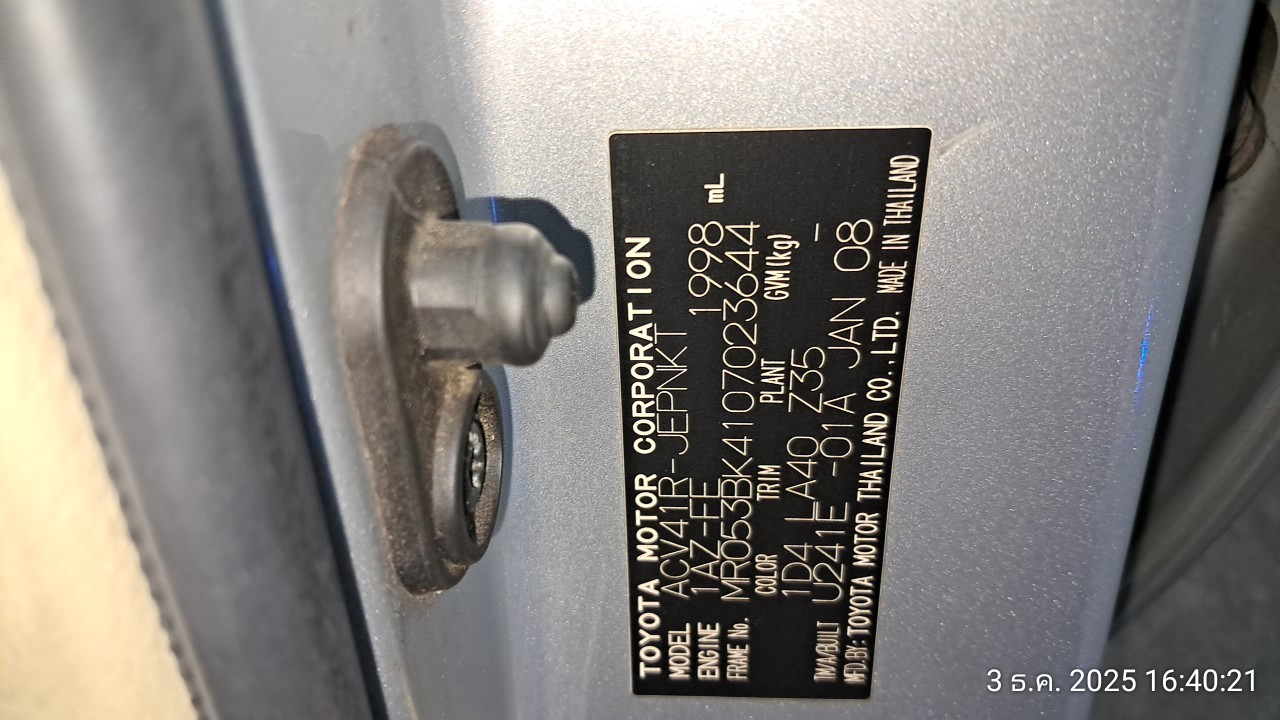 TOYOTA MOTOR CORPORATION
MODEL ACV41R-JEPNKT
ENGINE 1AZ-FE 1998 mL
FRAME No. MR053BK4107023644
COLOR TRIM PLANT GVM(kg)
1D4 LA40 Z35 -
T/M/A/BUILT U241E -01A JAN 08
MFD.BY: TOYOTA MOTOR THAILAND CO.,LTD. MADE IN THAILAND
3 ธ.ค. 2025 16:40:21